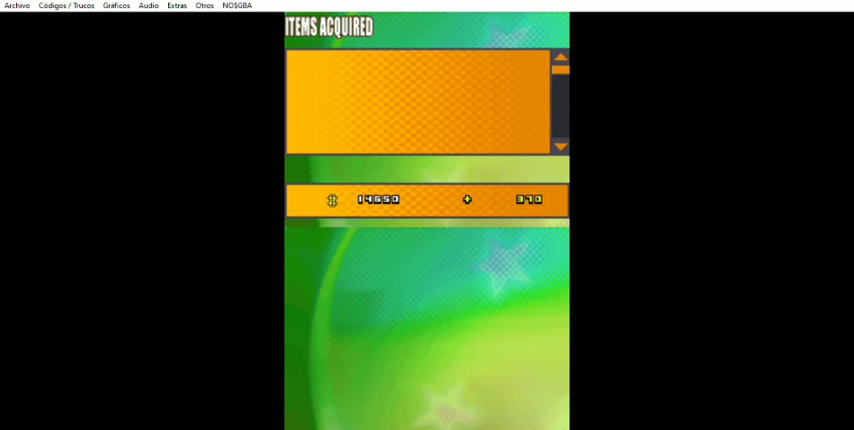 Archivo Códigos / Trucos Gráficos Audio Extras Otros NO$GBA
ITEMS ACQUIRED
# 14650 + 370